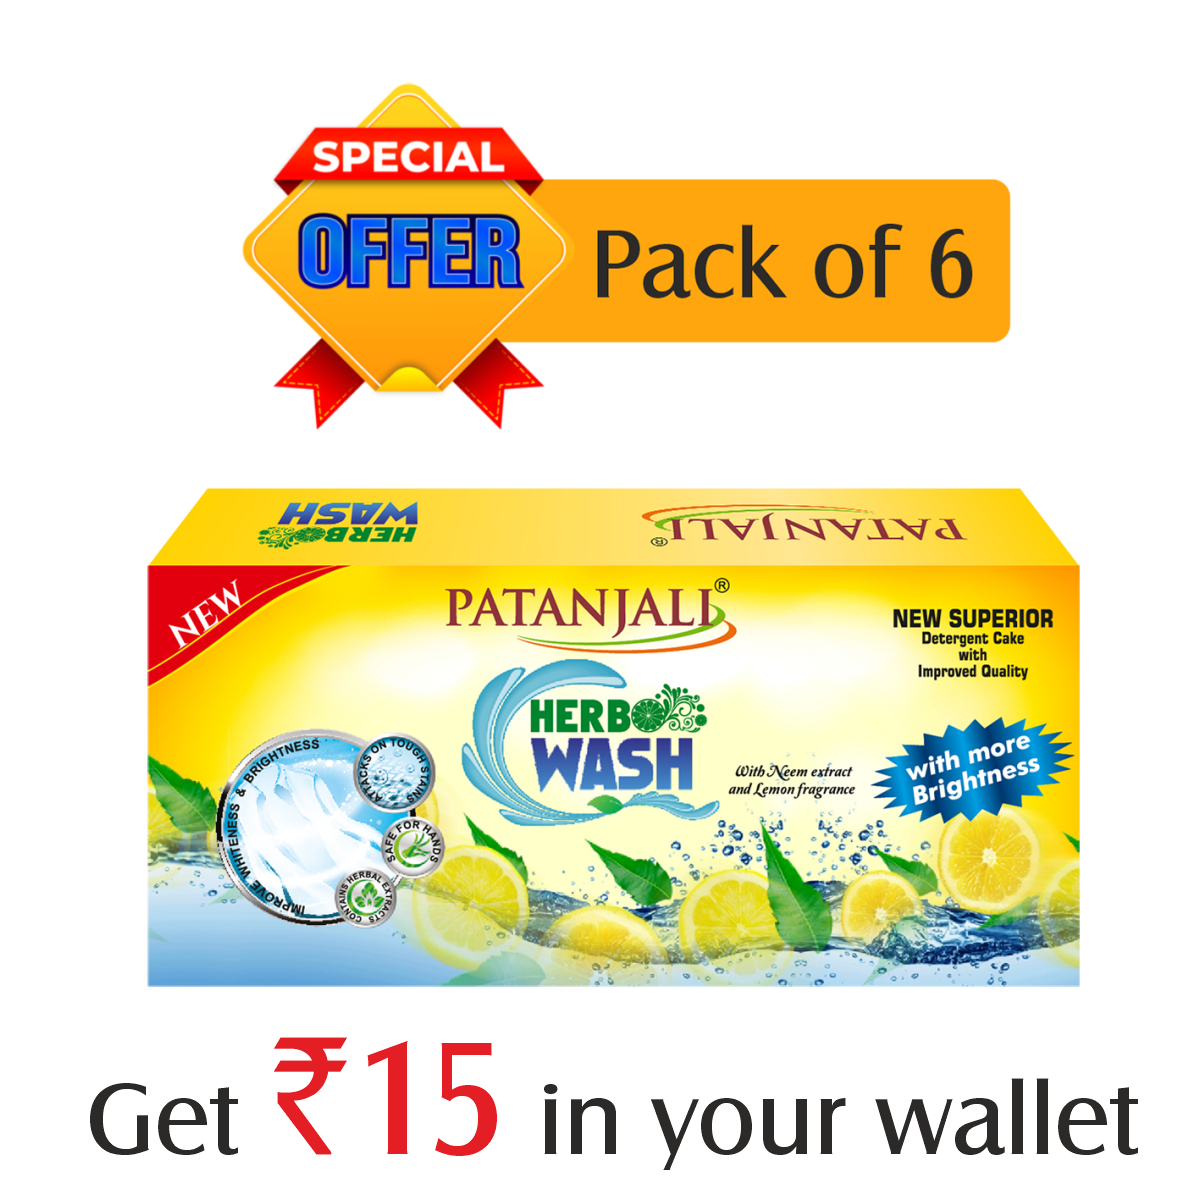 SPECIAL
OFFER
Pack of 6
HERBO
WASH
PATANJALI®
NEW
PATANJALI®
NEW SUPERIOR
Detergent Cake
with
Improved Quality
HERBO
WASH
With Neem extract
and Lemon fragrance
with more
Brightness
IMPROVE WHITENESS & BRIGHTNESS
ATTACKS ON TOUGH STAINS
SAFE FOR HANDS
CONTAINS HERBAL EXTRACTS
Get ₹15 in your wallet